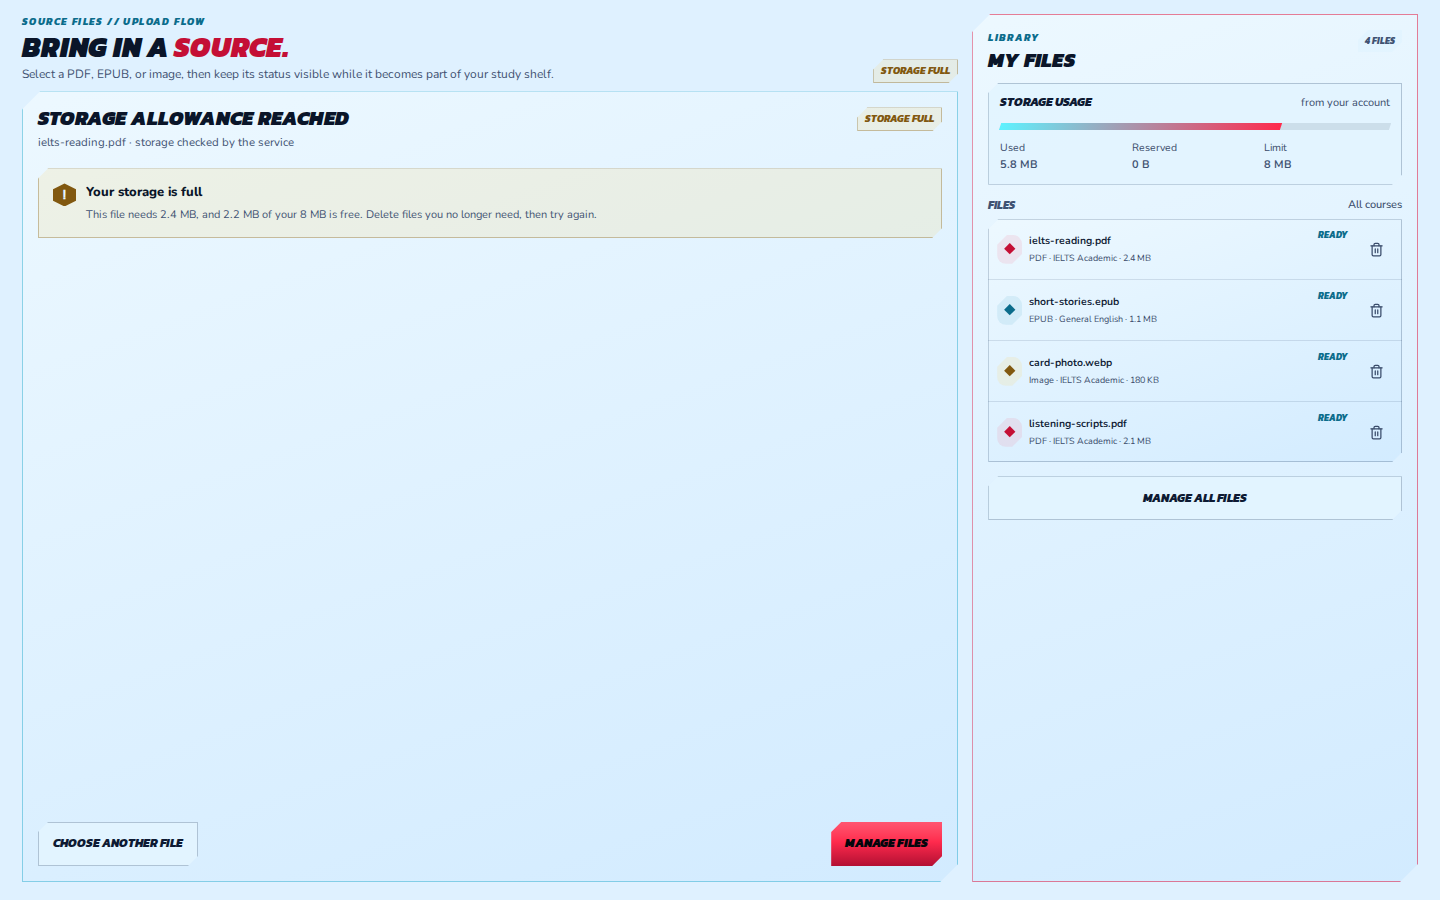 SOURCE FILES // UPLOAD FLOW
BRING IN A SOURCE.
Select a PDF, EPUB, or image, then keep its status visible while it becomes part of your study shelf.
STORAGE FULL
STORAGE ALLOWANCE REACHED
ielts-reading.pdf · storage checked by the service
STORAGE FULL
!
Your storage is full
This file needs 2.4 MB, and 2.2 MB of your 8 MB is free. Delete files you no longer need, then try again.
CHOOSE ANOTHER FILE
MANAGE FILES
LIBRARY
MY FILES
4 FILES
STORAGE USAGE
from your account
Used
Reserved
Limit
5.8 MB
0 B
8 MB
FILES
All courses
ielts-reading.pdf
READY
PDF · IELTS Academic · 2.4 MB
short-stories.epub
READY
EPUB · General English · 1.1 MB
card-photo.webp
READY
Image · IELTS Academic · 180 KB
listening-scripts.pdf
READY
PDF · IELTS Academic · 2.1 MB
MANAGE ALL FILES